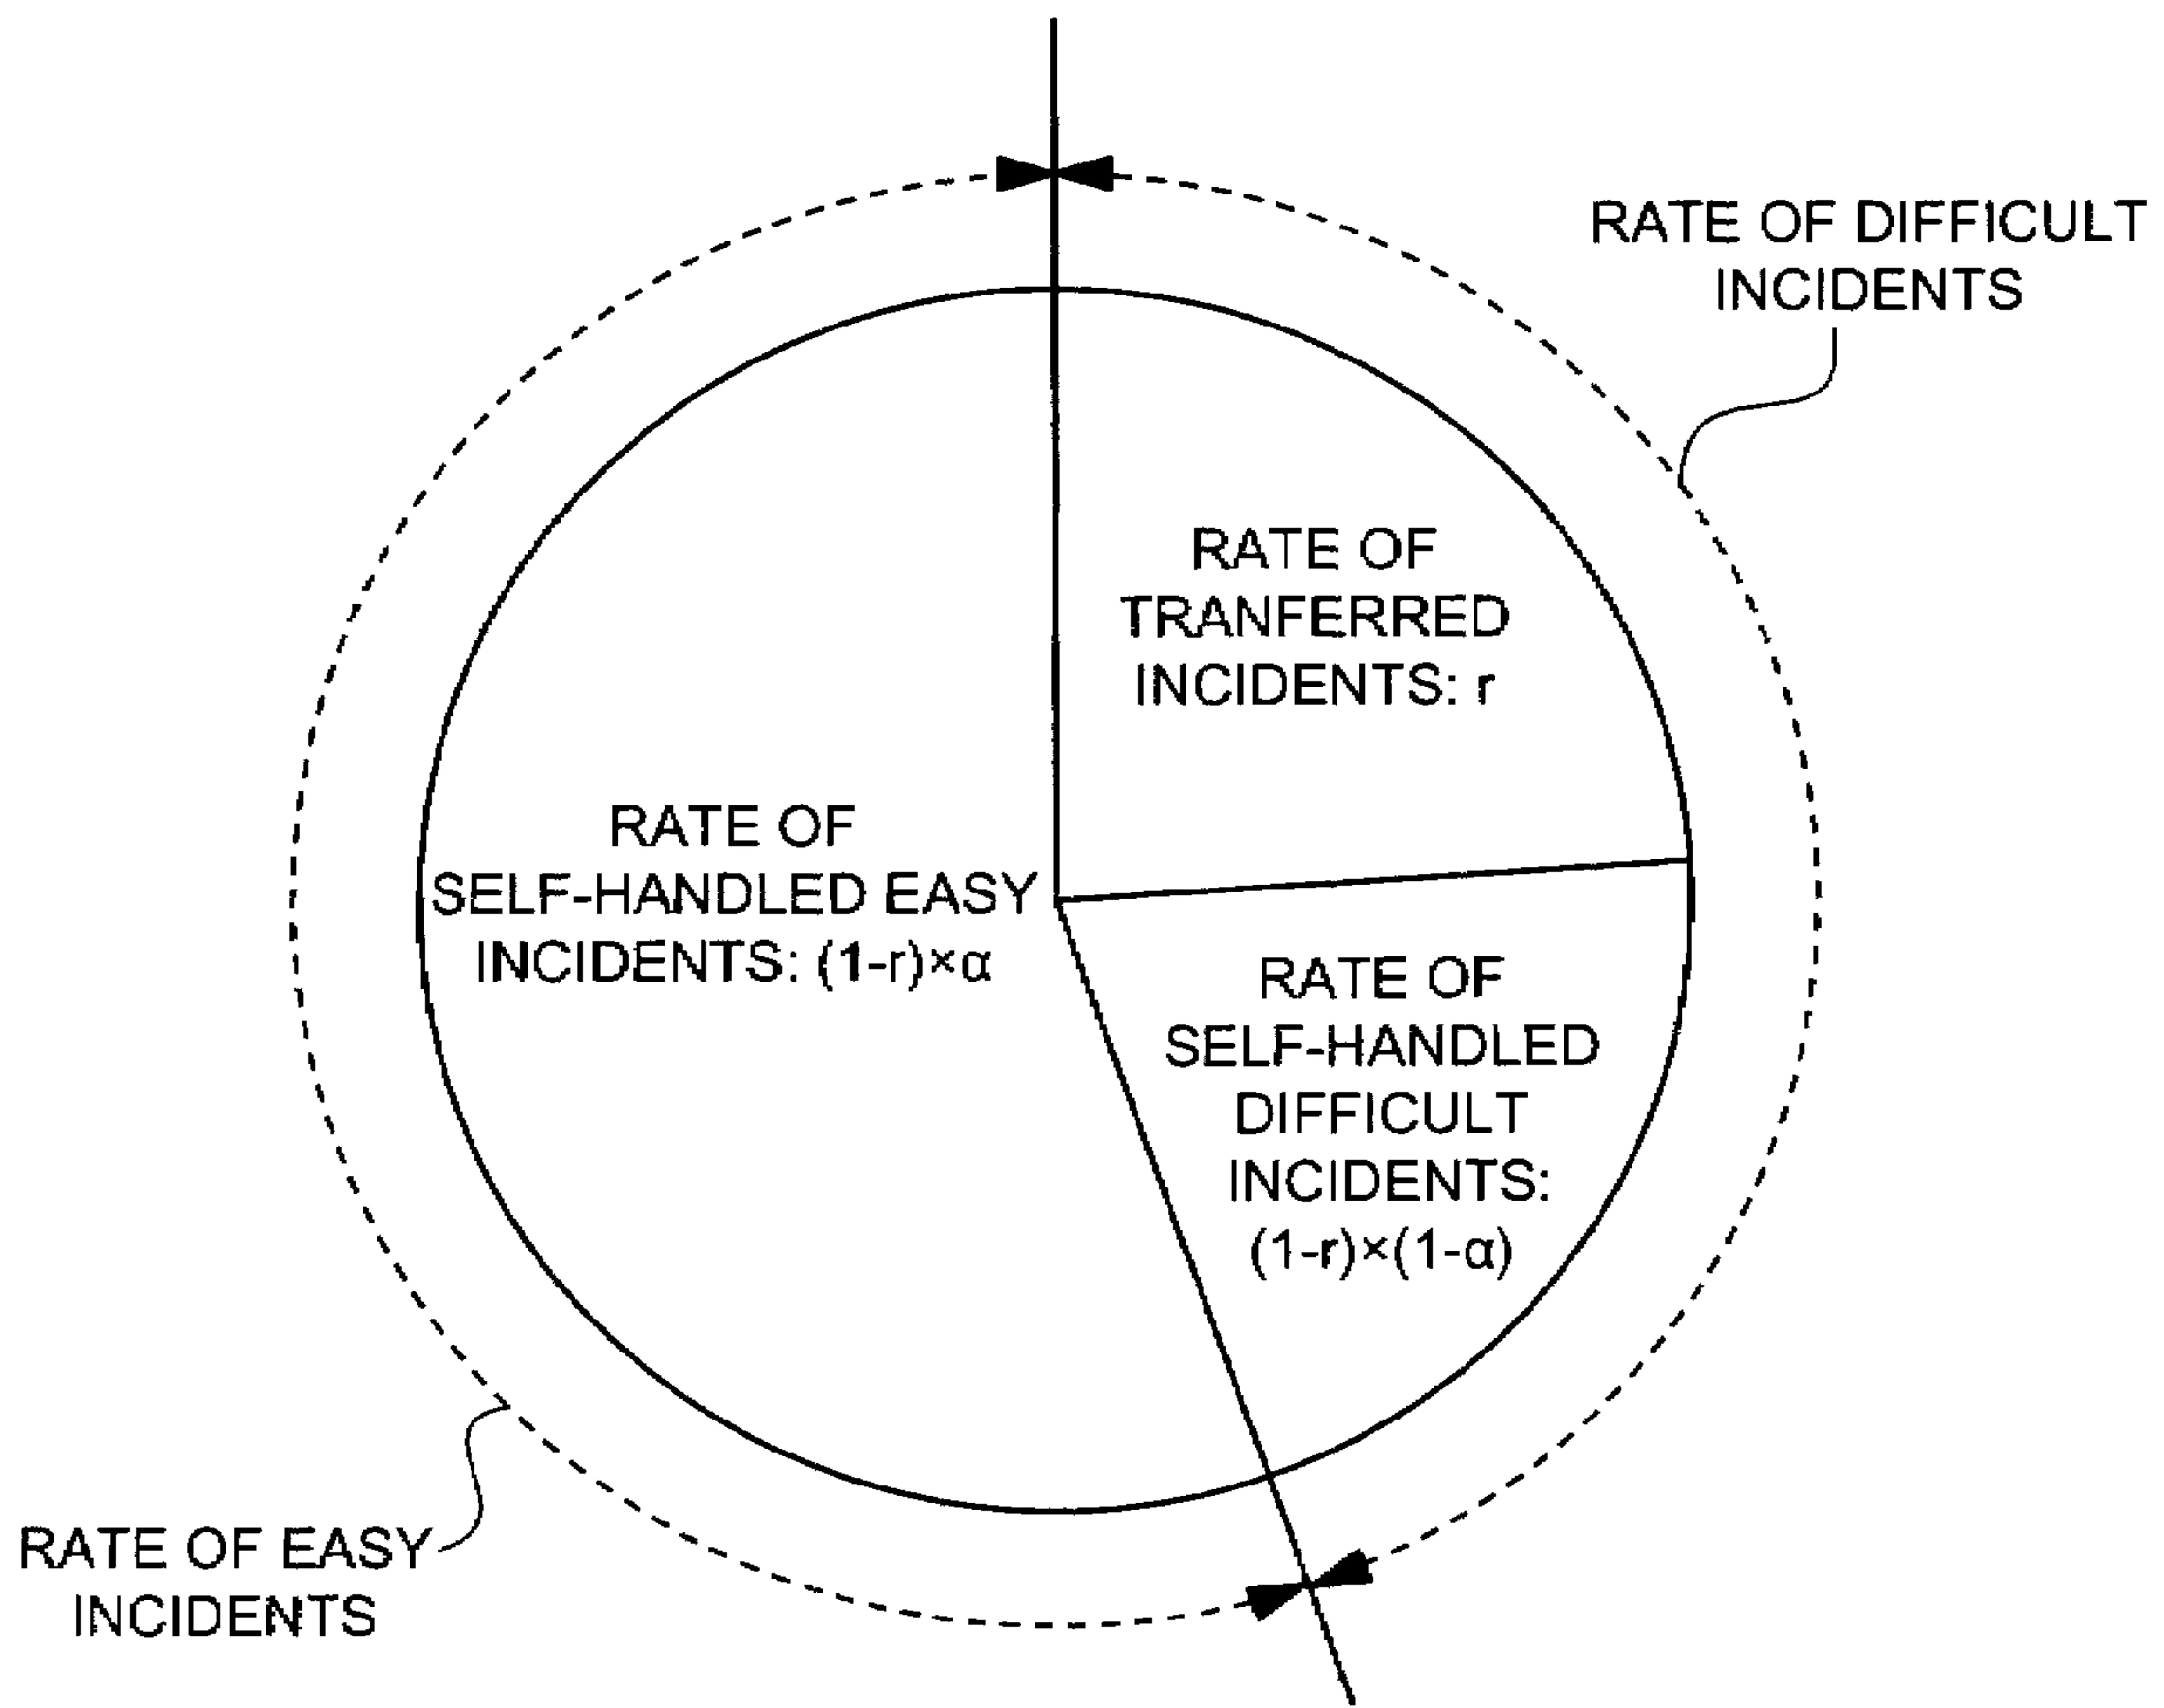 RATE OF DIFFICULT
INCIDENTS
RATE OF
TRANFERRED
INCIDENTS: r
RATE OF
SELF-HANDLED EASY
INCIDENTS: (1-r)×α
RATE OF
SELF-HANDLED
DIFFICULT
INCIDENTS:
(1-r)×(1-α)
RATE OF EASY
INCIDENTS